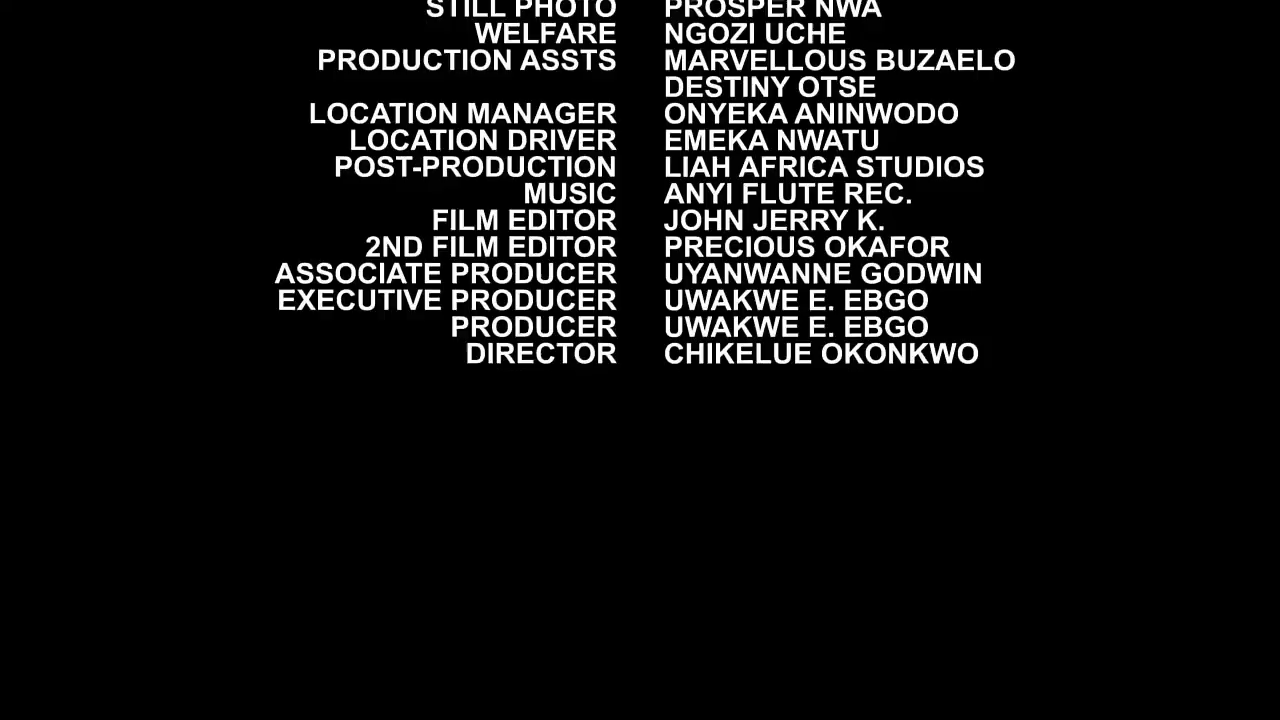 STILL PHOTO PROSPER NWA
WELFARE NGOZI UCHE
PRODUCTION ASSTS MARVELLOUS BUZAELO
DESTINY OTSE
LOCATION MANAGER ONYEKA ANINWODO
LOCATION DRIVER EMEKA NWATU
POST-PRODUCTION LIAH AFRICA STUDIOS
MUSIC ANYI FLUTE REC.
FILM EDITOR JOHN JERRY K.
2ND FILM EDITOR PRECIOUS OKAFOR
ASSOCIATE PRODUCER UYANWANNE GODWIN
EXECUTIVE PRODUCER UWAKWE E. EBGO
PRODUCER UWAKWE E. EBGO
DIRECTOR CHIKELUE OKONKWO